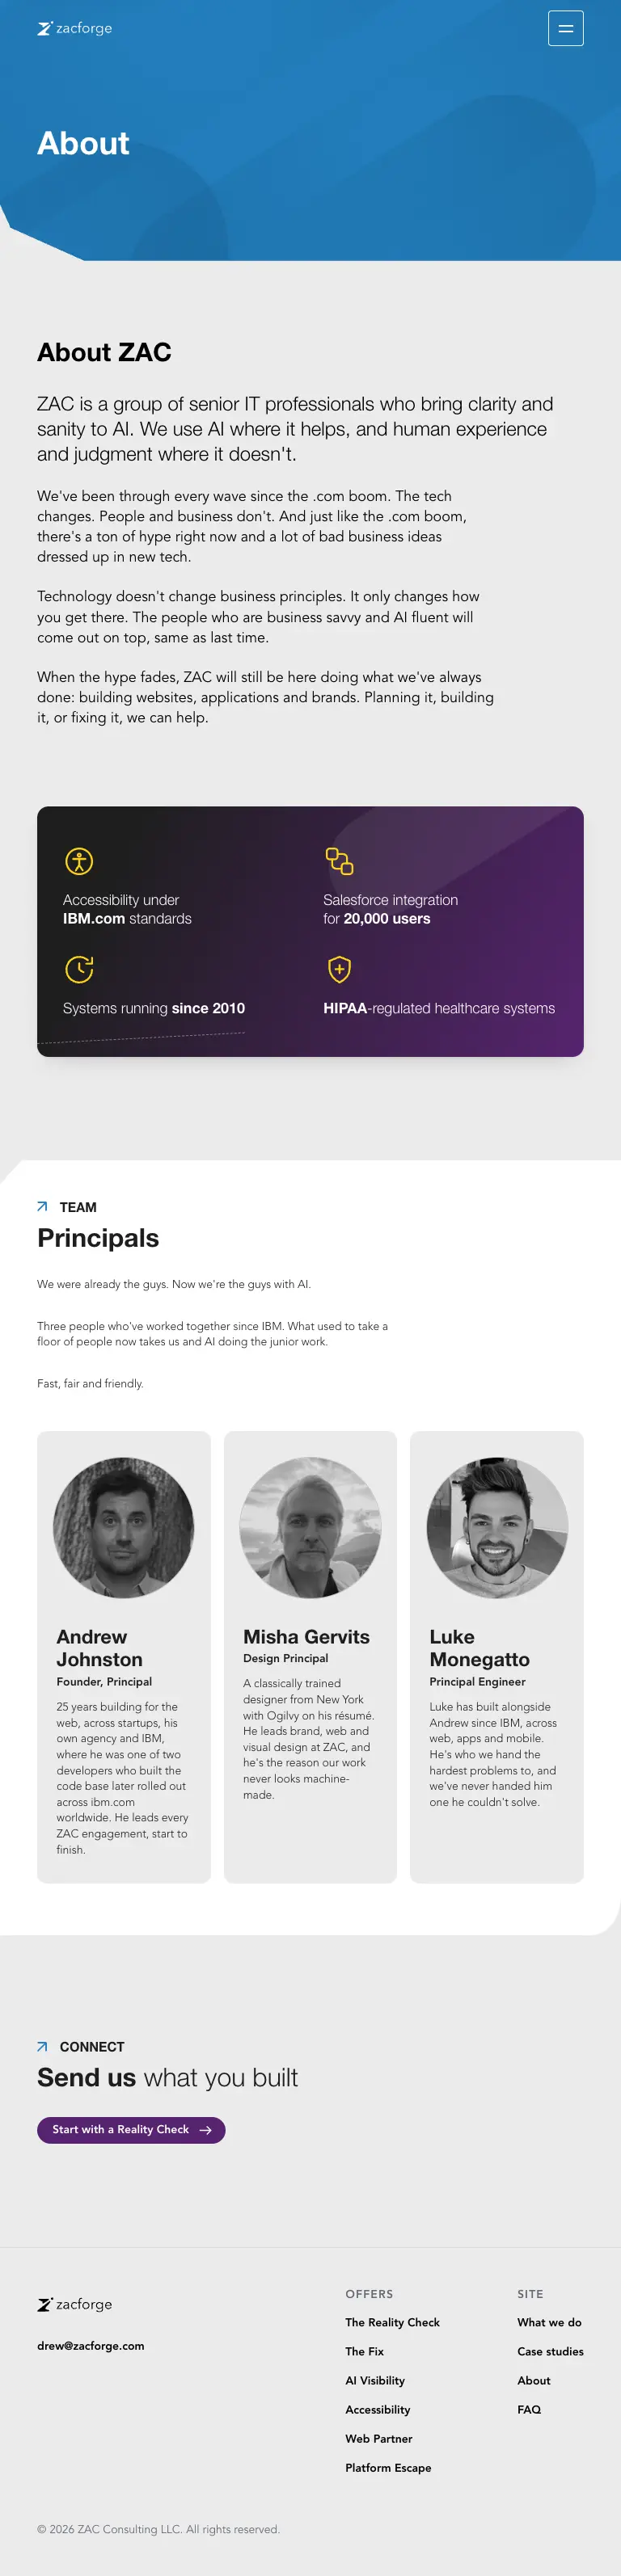 zacforge
About
About ZAC
ZAC is a group of senior IT professionals who bring clarity and
sanity to AI. We use AI where it helps, and human experience
and judgment where it doesn't.
We've been through every wave since the .com boom. The tech
changes. People and business don't. And just like the .com boom,
there's a ton of hype right now and a lot of bad business ideas
dressed up in new tech.
Technology doesn't change business principles. It only changes how
you get there. The people who are business savvy and AI fluent will
come out on top, same as last time.
When the hype fades, ZAC will still be here doing what we've always
done: building websites, applications and brands. Planning it, building
it, or fixing it, we can help.
Accessibility under
IBM.com standards
Salesforce integration
for 20,000 users
Systems running since 2010
HIPAA-regulated healthcare systems
TEAM
Principals
We were already the guys. Now we're the guys with AI.
Three people who've worked together since IBM. What used to take a
floor of people now takes us and AI doing the junior work.
Fast, fair and friendly.
Andrew
Johnston
Founder, Principal
25 years building for the
web, across startups, his
own agency and IBM,
where he was one of two
developers who built the
code base later rolled out
across ibm.com
worldwide. He leads every
ZAC engagement, start to
finish.
Misha Gervits
Design Principal
A classically trained
designer from New York
with Ogilvy on his résumé.
He leads brand, web and
visual design at ZAC, and
he's the reason our work
never looks machine-
made.
Luke
Monegatto
Principal Engineer
Luke has built alongside
Andrew since IBM, across
web, apps and mobile.
He's who we hand the
hardest problems to, and
we've never handed him
one he couldn't solve.
CONNECT
Send us what you built
Start with a Reality Check
zacforge
drew@zacforge.com
OFFERS
The Reality Check
The Fix
AI Visibility
Accessibility
Web Partner
Platform Escape
SITE
What we do
Case studies
About
FAQ
© 2026 ZAC Consulting LLC. All rights reserved.